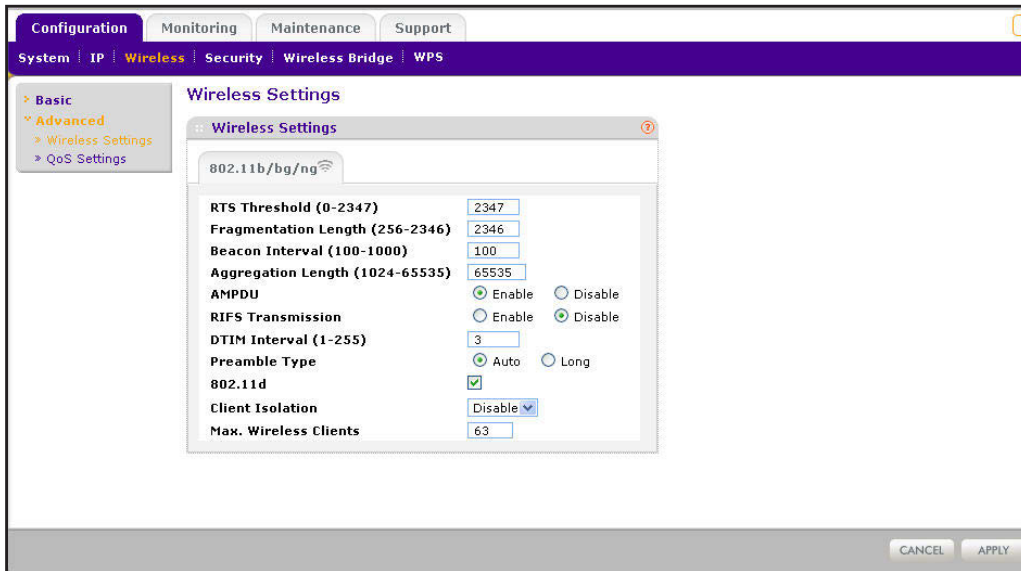 Configuration Monitoring Maintenance Support
System IP Wireless Security Wireless Bridge WPS
Basic
Advanced
Wireless Settings
QoS Settings
Wireless Settings
Wireless Settings ?
802.11b/bg/ng
RTS Threshold (0-2347) 2347
Fragmentation Length (256-2346) 2346
Beacon Interval (100-1000) 100
Aggregation Length (1024-65535) 65535
AMPDU Enable Disable
RIFS Transmission Enable Disable
DTIM Interval (1-255) 3
Preamble Type Auto Long
802.11d
Client Isolation Disable
Max. Wireless Clients 63
CANCEL APPLY